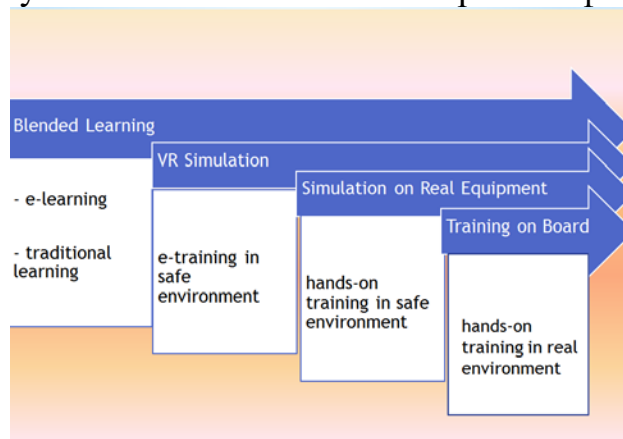 Blended Learning
- e-learning
- traditional
learning
VR Simulation
e-training in
safe
environment
Simulation on Real Equipment
hands-on
training in safe
environment
Training on Board
hands-on
training in real
environment